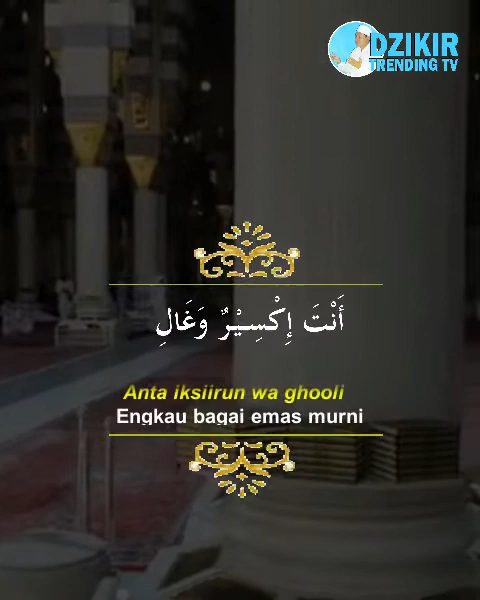 DZIKIR
TRENDING TV
أَنْتَ إِكْسِيْرٌ وَغَالِ
Anta iksiirun wa ghooli
Engkau bagai emas murni